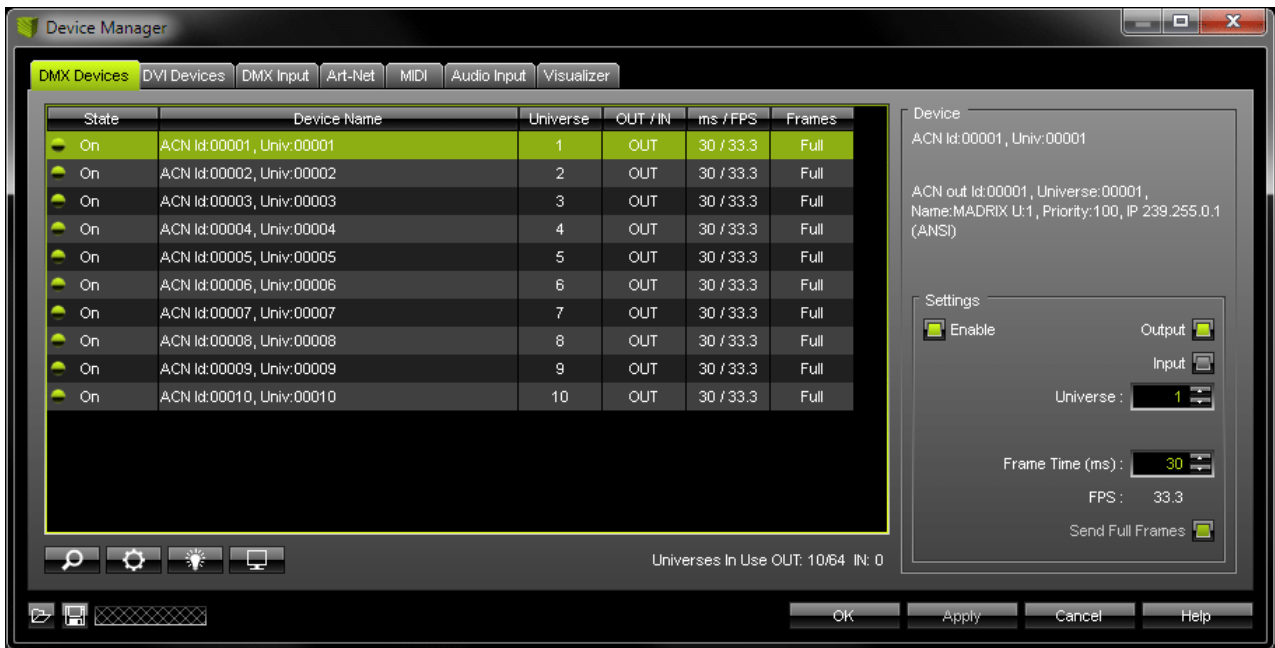 Device Manager
DMX Devices DVI Devices DMX Input Art-Net MIDI Audio Input Visualizer
State Device Name Universe OUT / IN ms / FPS Frames
On ACN Id:00001, Univ:00001 1 OUT 30 / 33.3 Full
On ACN Id:00002, Univ:00002 2 OUT 30 / 33.3 Full
On ACN Id:00003, Univ:00003 3 OUT 30 / 33.3 Full
On ACN Id:00004, Univ:00004 4 OUT 30 / 33.3 Full
On ACN Id:00005, Univ:00005 5 OUT 30 / 33.3 Full
On ACN Id:00006, Univ:00006 6 OUT 30 / 33.3 Full
On ACN Id:00007, Univ:00007 7 OUT 30 / 33.3 Full
On ACN Id:00008, Univ:00008 8 OUT 30 / 33.3 Full
On ACN Id:00009, Univ:00009 9 OUT 30 / 33.3 Full
On ACN Id:00010, Univ:00010 10 OUT 30 / 33.3 Full
Universes In Use OUT: 10/64 IN: 0
Device
ACN Id:00001, Univ:00001
ACN out Id:00001, Universe:00001,
Name:MADRIX U:1, Priority:100, IP 239.255.0.1
(ANSI)
Settings
Enable Output
Input
Universe : 1
Frame Time (ms) : 30
FPS : 33.3
Send Full Frames
OK Apply Cancel Help